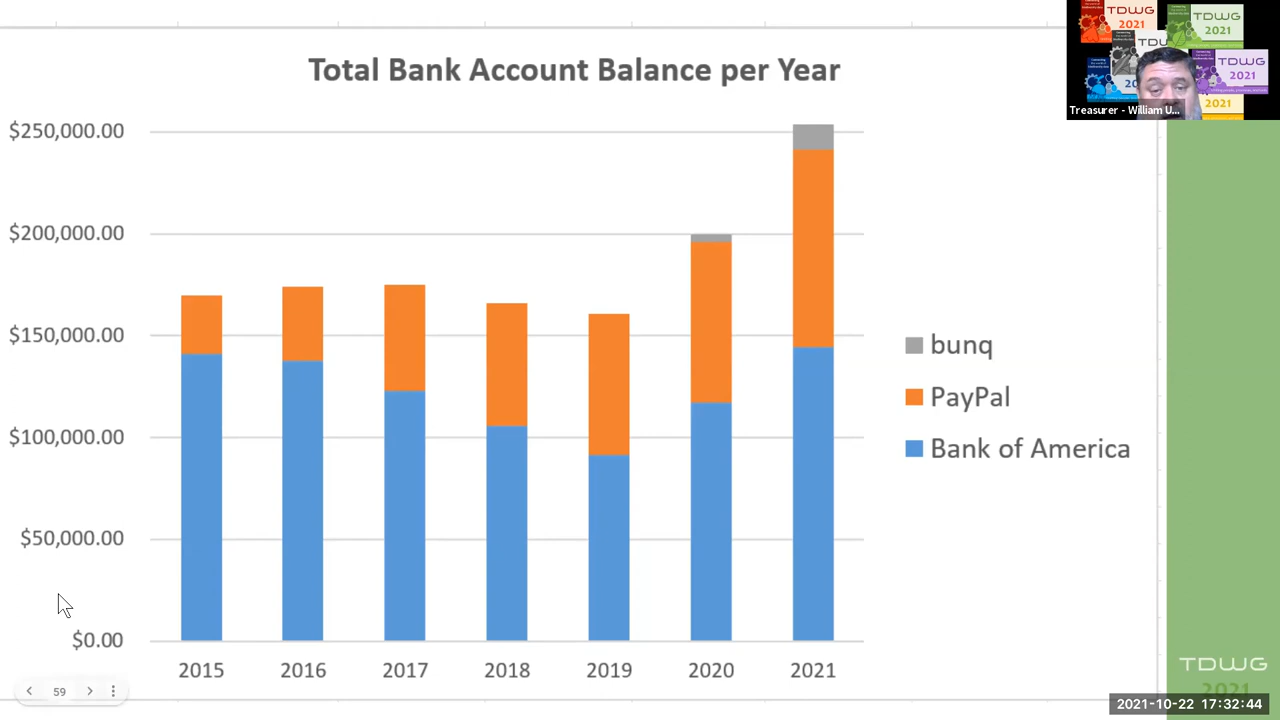 Total Bank Account Balance per Year
$250,000.00
$200,000.00
$150,000.00
$100,000.00
$50,000.00
$0.00
2015 2016 2017 2018 2019 2020 2021
bunq
PayPal
Bank of America
TDWG
2021
TDWG
2021
TDWG
2021
2021
Treasurer - William U...
59
TDWG
2021
2021-10-22 17:32:44